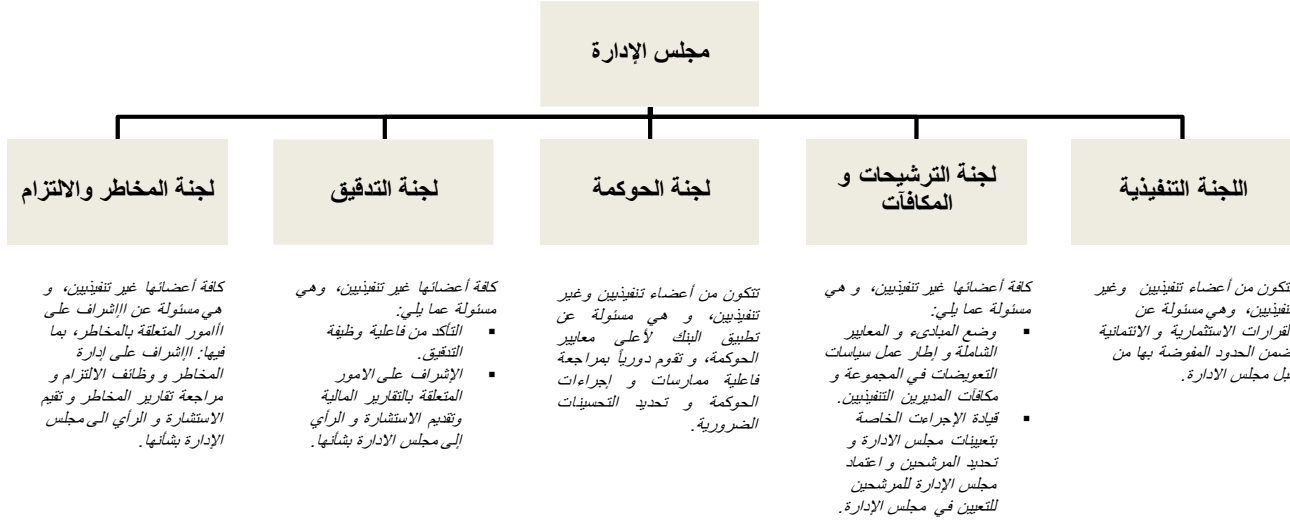 مجلس الإدارة
اللجنة التنفيذية
لجنة الترشيحات و
المكافآت
لجنة الحوكمة
لجنة التدقيق
لجنة المخاطر والالتزام
تتكون من أعضاء تنفيذيين وغير
تنفيذيين، وهي مسئولة عن
القرارات الاستثمارية و الائتمانية
ضمن الحدود المفوضة بها من
قبل مجلس الادارة.
كافة أعضائها غير تنفيذيين، و هي
مسئولة عما يلي:
▪ وضع المبادىء و المعايير
الشاملة و إطار عمل سياسات
التعويضات في المجموعة و
مكافآت المديرين التنفيذيين.
▪ قيادة الإجراءت الخاصة
بتعيينات مجلس الادارة و
تحديد المرشحين و اعتماد
مجلس الإدارة للمرشحين
للتعيين في مجلس الإدارة.
تتكون من أعضاء تنفيذيين وغير
تنفيذيين، و هي مسئولة عن
تطبيق البنك لأعلى معايير
الحوكمة، و تقوم دورياً بمراجعة
فاعلية ممارسات و إجراءات
الحوكمة و تحديد التحسينات
الضرورية.
كافة أعضائها غير تنفيذيين، وهي
مسئولة عما يلي:
▪ التأكد من فاعلية وظيفة
التدقيق.
▪ الإشراف على الامور
المتعلقة بالتقارير المالية
وتقديم الاستشارة و الرأي
إلى مجلس الادارة بشأنها.
كافة أعضائها غير تنفيذيين، و
هي مسئولة عن ااإشراف على
اأامور المتعلقة بالمخاطر، بما
فيها: ااإشراف على إدارة
المخاطر و وظائف الالتزام و
مراجعة تقارير المخاطر و تقيم
الاستشارة و الرأي الى مجلس
الإدارة بشأنها.